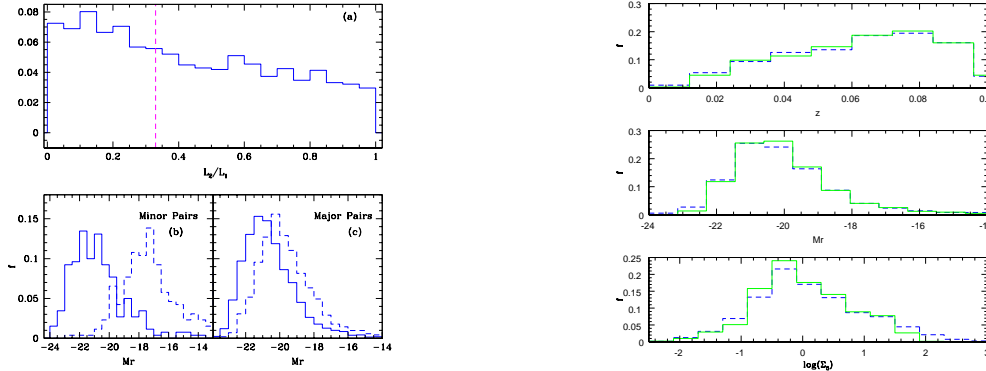 (a)
0.08
0.06
0.04
0.02
0
0 0.2 0.4 0.6 0.8 1
L₂/L₁
Minor Pairs
(b)
Major Pairs
(c)
0.15
0.1
0.05
0
f
−24 −22 −20 −18 −16 −22 −20 −18 −16 −14
Mr Mr
0.3
0.2
0.1
0
f
0 0.02 0.04 0.06 0.08
z
0.3
0.2
0.1
0
f
-24 -22 -20 -18 -16
Mr
0.25
0.2
0.15
0.1
0.05
0
f
-2 -1 0 1 2
log(Σ₅)